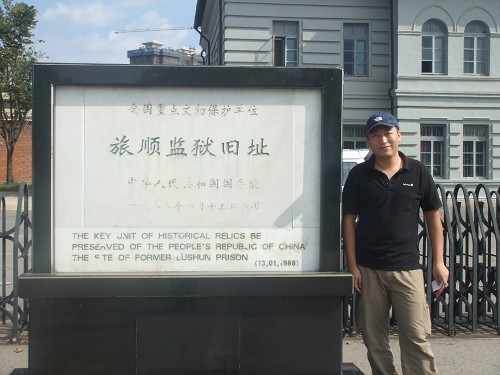 全国重点文物保护单位
旅顺监狱旧址
中华人民共和国国务院
一九八八年一月十三日公布
THE KEY UNIT OF HISTORICAL RELICS BE
PRESERVED OF THE PEOPLE'S REPUBLIC OF CHINA
THE SITE OF FORMER LUSHUN PRISON (13.01.1988)